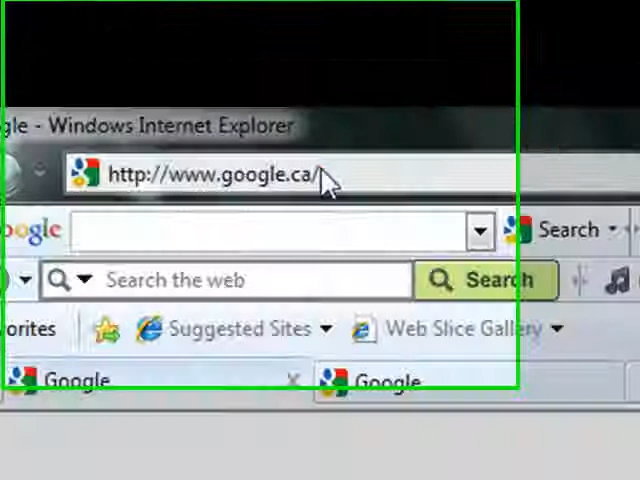 gle - Windows Internet Explorer
http://www.google.ca/
oogle Search
Search the web Search
orites Suggested Sites Web Slice Gallery
Google Google